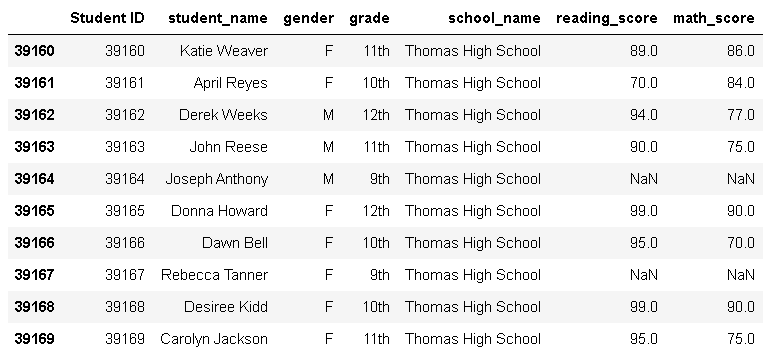 Student ID student_name gender grade school_name reading_score math_score
39160 39160 Katie Weaver F 11th Thomas High School 89.0 86.0
39161 39161 April Reyes F 10th Thomas High School 70.0 84.0
39162 39162 Derek Weeks M 12th Thomas High School 94.0 77.0
39163 39163 John Reese M 11th Thomas High School 90.0 75.0
39164 39164 Joseph Anthony M 9th Thomas High School NaN NaN
39165 39165 Donna Howard F 12th Thomas High School 99.0 90.0
39166 39166 Dawn Bell F 10th Thomas High School 95.0 70.0
39167 39167 Rebecca Tanner F 9th Thomas High School NaN NaN
39168 39168 Desiree Kidd F 10th Thomas High School 99.0 90.0
39169 39169 Carolyn Jackson F 11th Thomas High School 95.0 75.0